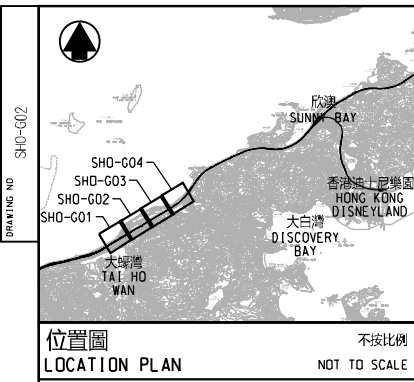 DRAWING NO
SHO-G02
欣澳
SUNNY BAY
SHO-G04
SHO-G03
SHO-G02
SHO-G01
香港迪士尼樂園
HONG KONG
DISNEYLAND
大白灣
DISCOVERY
BAY
大蠔灣
TAI HO
WAN
位置圖
不按比例
LOCATION PLAN
NOT TO SCALE